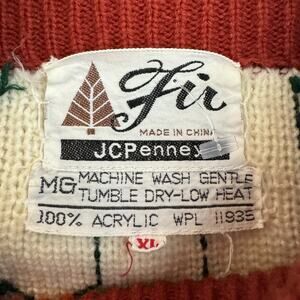 Fir
MADE IN CHINA
JCPenney
MG MACHINE WASH GENTLE
TUMBLE DRY-LOW HEAT
100% ACRYLIC WPL 11935
XL